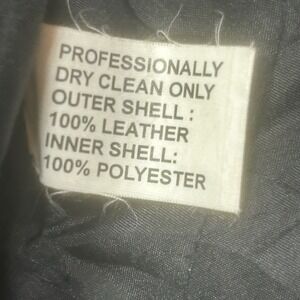 PROFESSIONALLY
DRY CLEAN ONLY
OUTER SHELL :
100% LEATHER
INNER SHELL:
100% POLYESTER